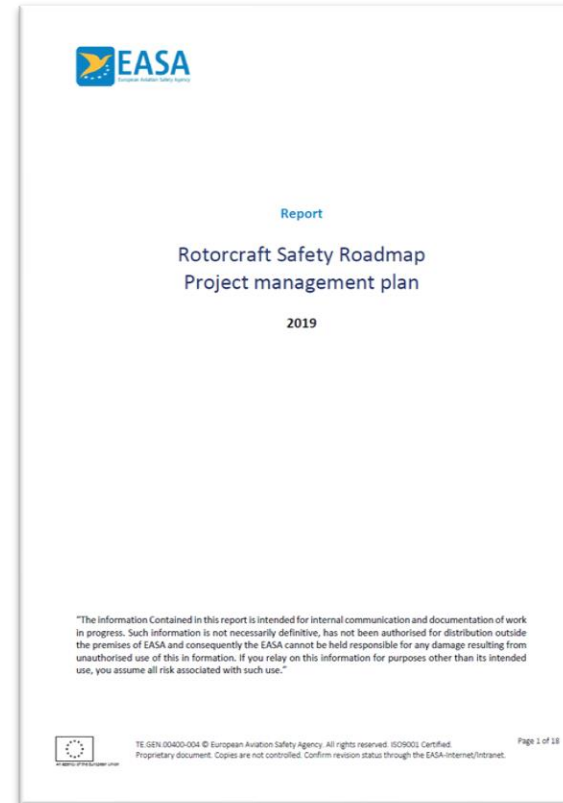 EASA
European Aviation Safety Agency
Report
Rotorcraft Safety Roadmap
Project management plan
2019
"The information Contained in this report is intended for internal communication and documentation of work
in progress. Such information is not necessarily definitive, has not been authorised for distribution outside
the premises of EASA and consequently the EASA cannot be held responsible for any damage resulting from
unauthorised use of this in formation. If you relay on this information for purposes other than its intended
use, you assume all risk associated with such use."
TE.GEN.00400-004 © European Aviation Safety Agency. All rights reserved. ISO9001 Certified.
Page 1 of 18
Proprietary document. Copies are not controlled. Confirm revision status through the EASA-Internet/Intranet.
An agency of the European Union